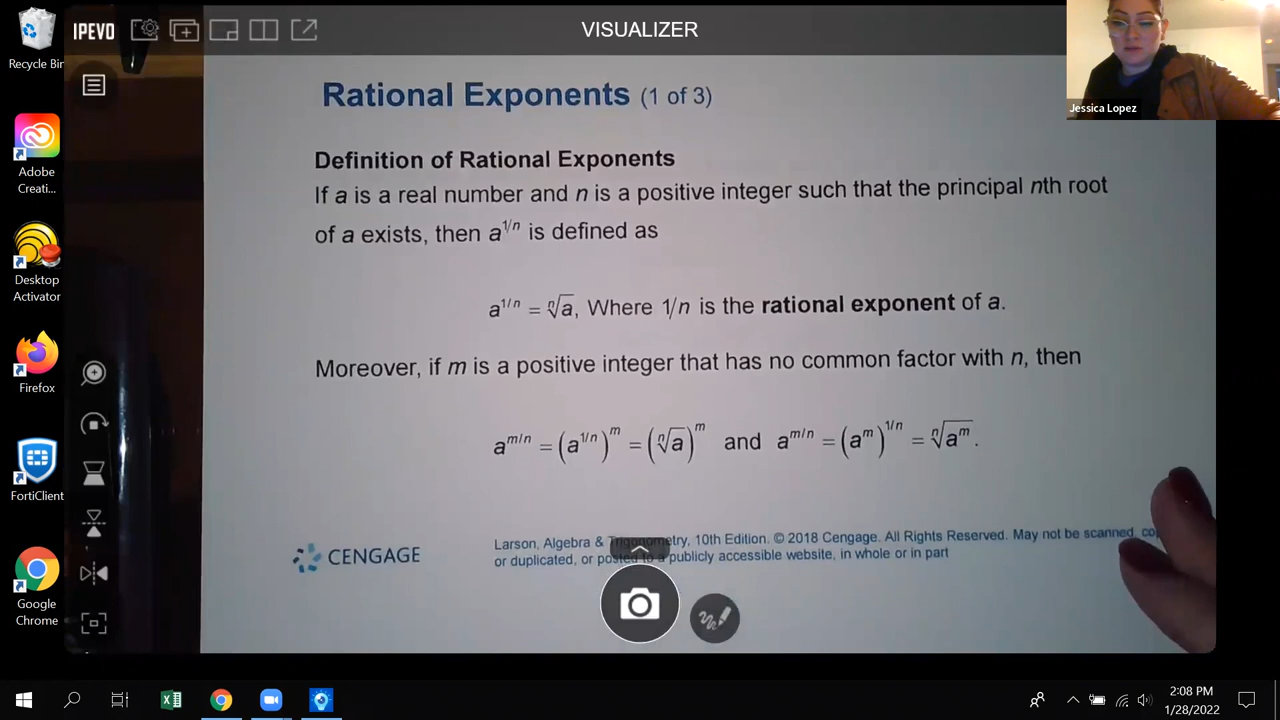 Recycle Bin
Adobe
Creati...
Desktop
Activator
Firefox
FortiClient
Google
Chrome
IPEVO
VISUALIZER
Jessica Lopez
Rational Exponents (1 of 3)
Definition of Rational Exponents
If a is a real number and n is a positive integer such that the principal nth root
of a exists, then a^{1/n} is defined as
a^{1/n} = \sqrt[n]{a}, Where 1/n is the rational exponent of a.
Moreover, if m is a positive integer that has no common factor with n, then
a^{m/n} = (a^{1/n})^m = (\sqrt[n]{a})^m and a^{m/n} = (a^m)^{1/n} = \sqrt[n]{a^m}.
CENGAGE
Larson, Algebra & Trigonometry, 10th Edition. © 2018 Cengage. All Rights Reserved. May not be scanned,
or duplicated, or posted to a publicly accessible website, in whole or in part
2:08 PM
1/28/2022